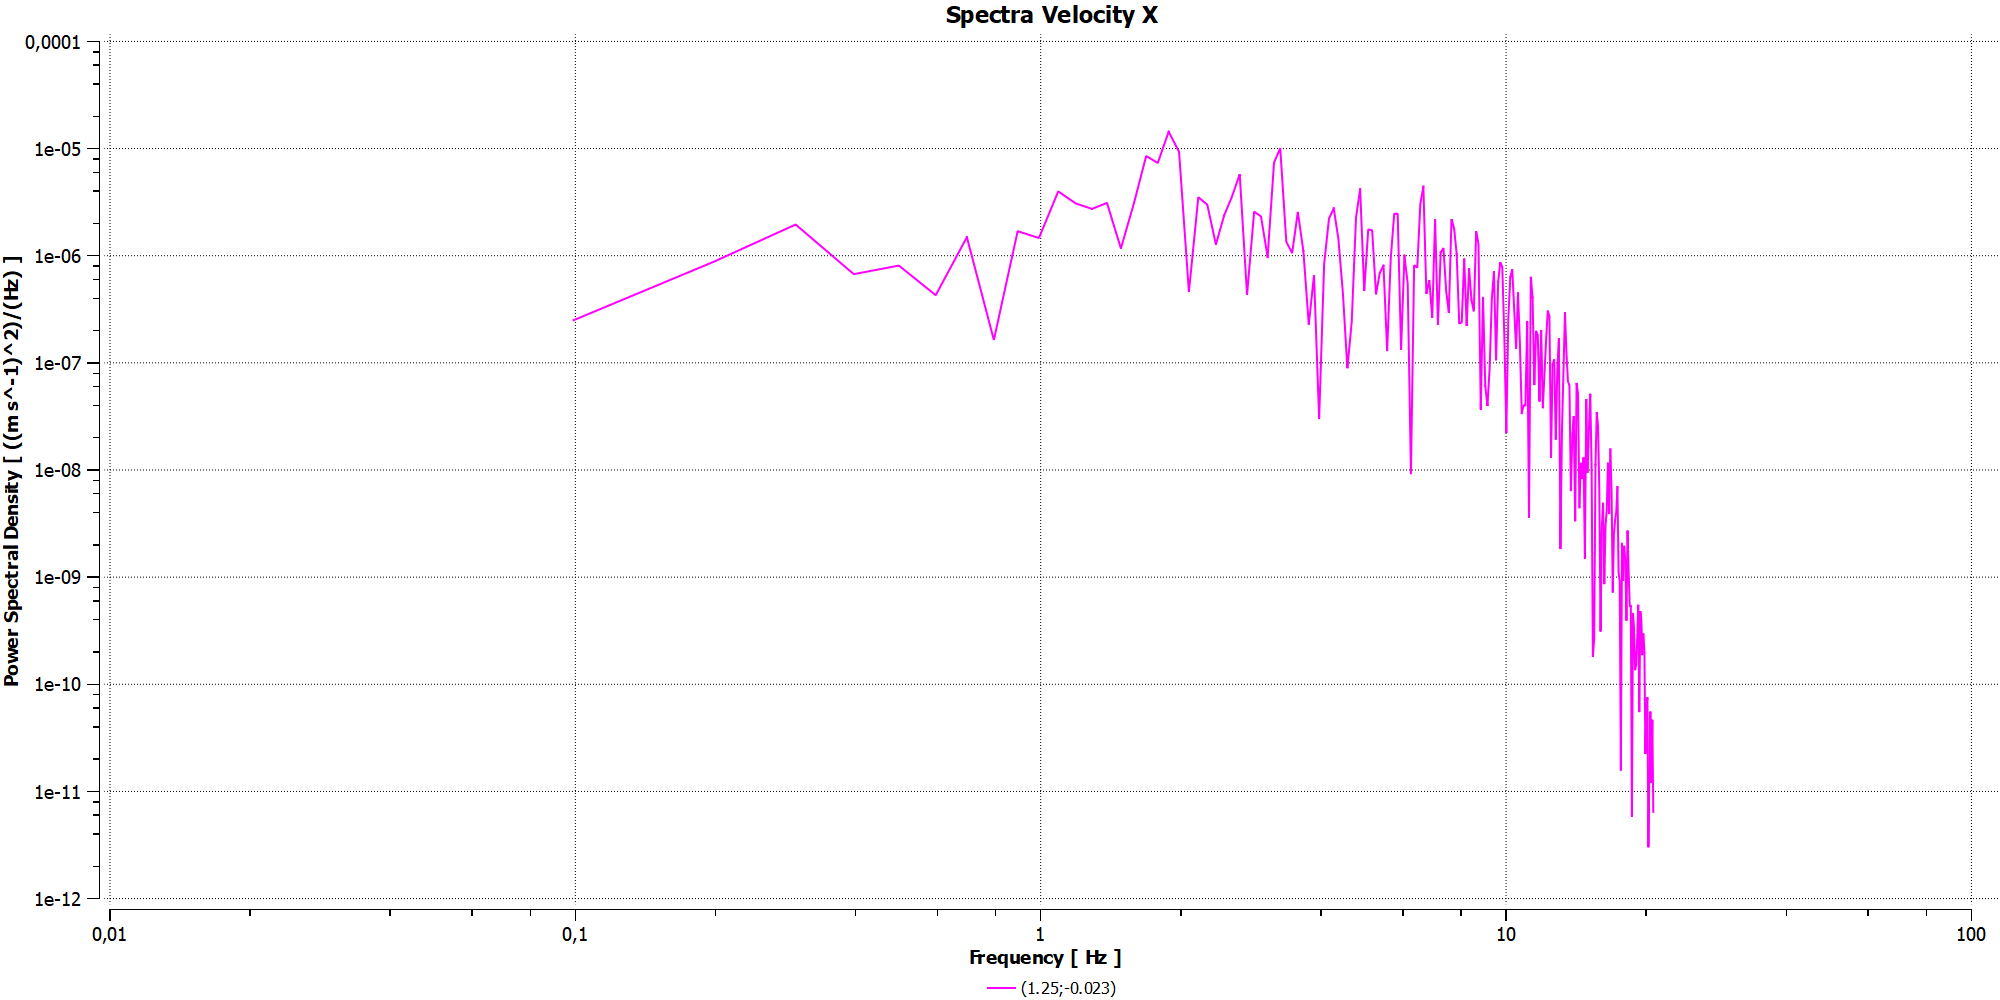 Spectra Velocity X
0,0001
1e-05
1e-06
1e-07
1e-08
1e-09
1e-10
1e-11
1e-12
Power Spectral Density [ ((m s^-1)^2)/(Hz) ]
0,01
0,1
1
10
100
Frequency [ Hz ]
(1.25;-0.023)